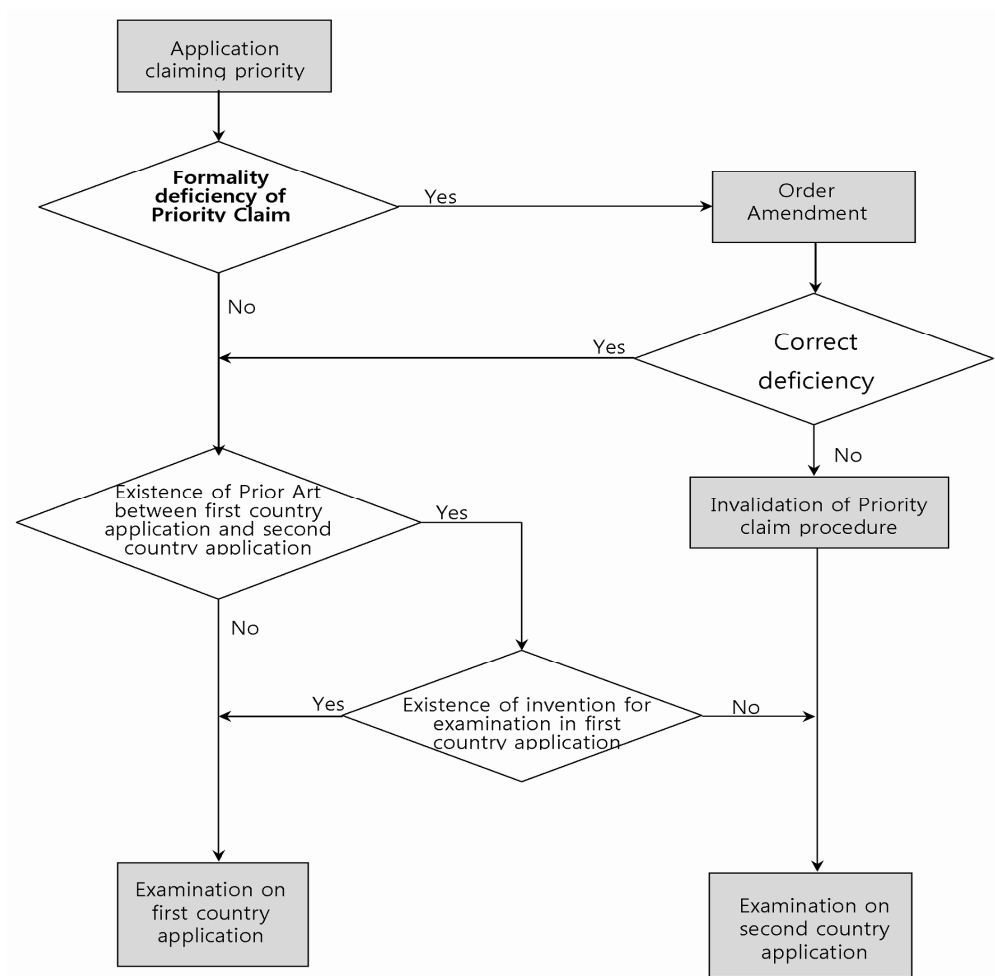 Application
claiming priority
Formality
deficiency of
Priority Claim
Yes
Order
Amendment
No
Yes
Correct
deficiency
No
Existence of Prior Art
between first country
application and second
country application
Yes
Invalidation of Priority
claim procedure
No
Yes
Existence of invention for
examination in first
country application
No
Examination on
first country
application
Examination on
second country
application